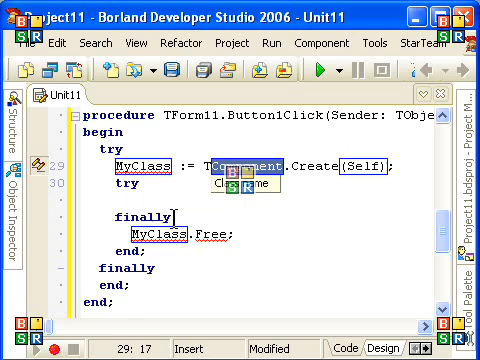 Project11 - Borland Developer Studio 2006 - Unit11
Edit Search View Refactor Project Run Component Tools StarTeam
Unit11
procedure TForm11.Button1Click(Sender: TObje
begin
try
29 MyClass := TComponent.Create(Self);
30 try
finally
MyClass.Free;
end;
finally
end;
end;
Structure
Object Inspector
Project11.bdsproj - Project M...
Tool Palette
29: 17 Insert Modified Code Design